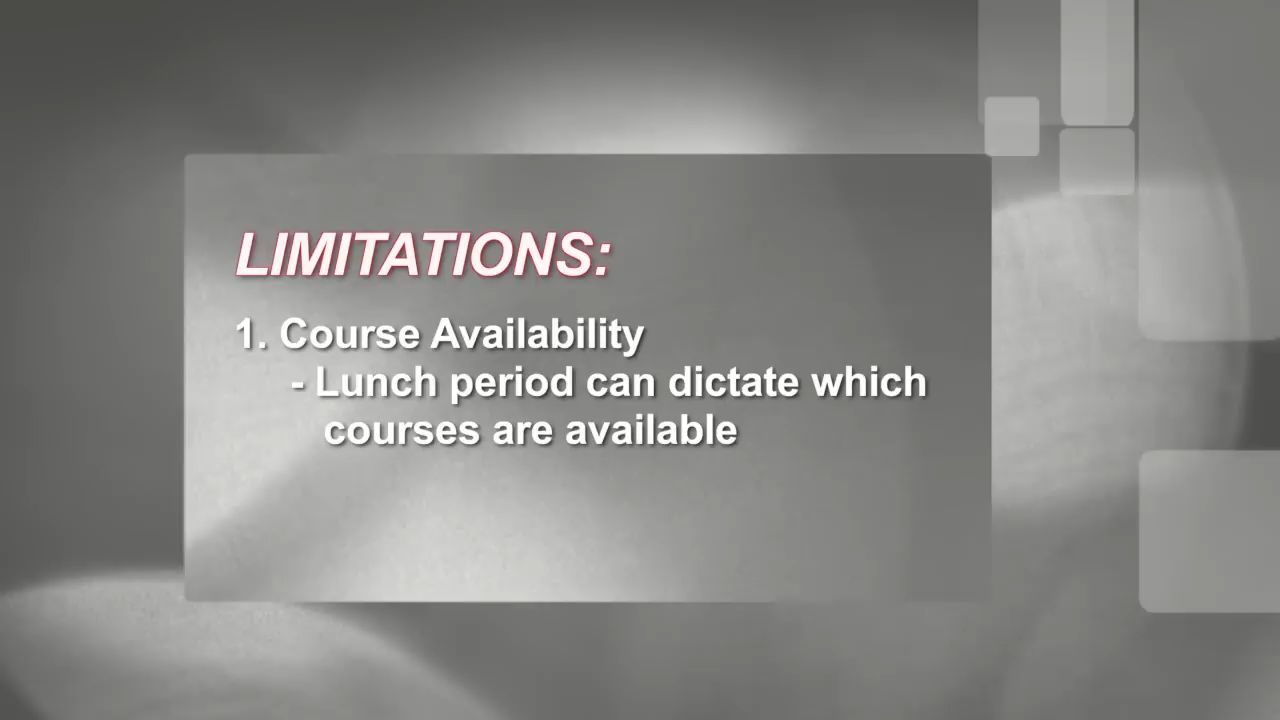 LIMITATIONS:
1. Course Availability
- Lunch period can dictate which
courses are available